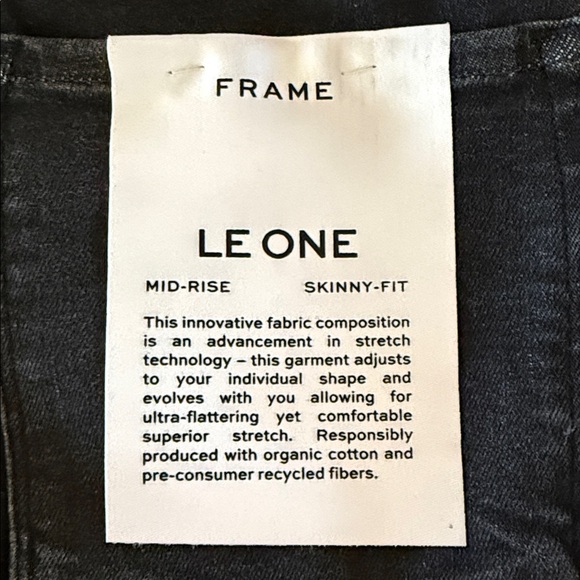 FRAME
LE ONE
MID-RISE SKINNY-FIT
This innovative fabric composition
is an advancement in stretch
technology – this garment adjusts
to your individual shape and
evolves with you allowing for
ultra-flattering yet comfortable
superior stretch. Responsibly
produced with organic cotton and
pre-consumer recycled fibers.